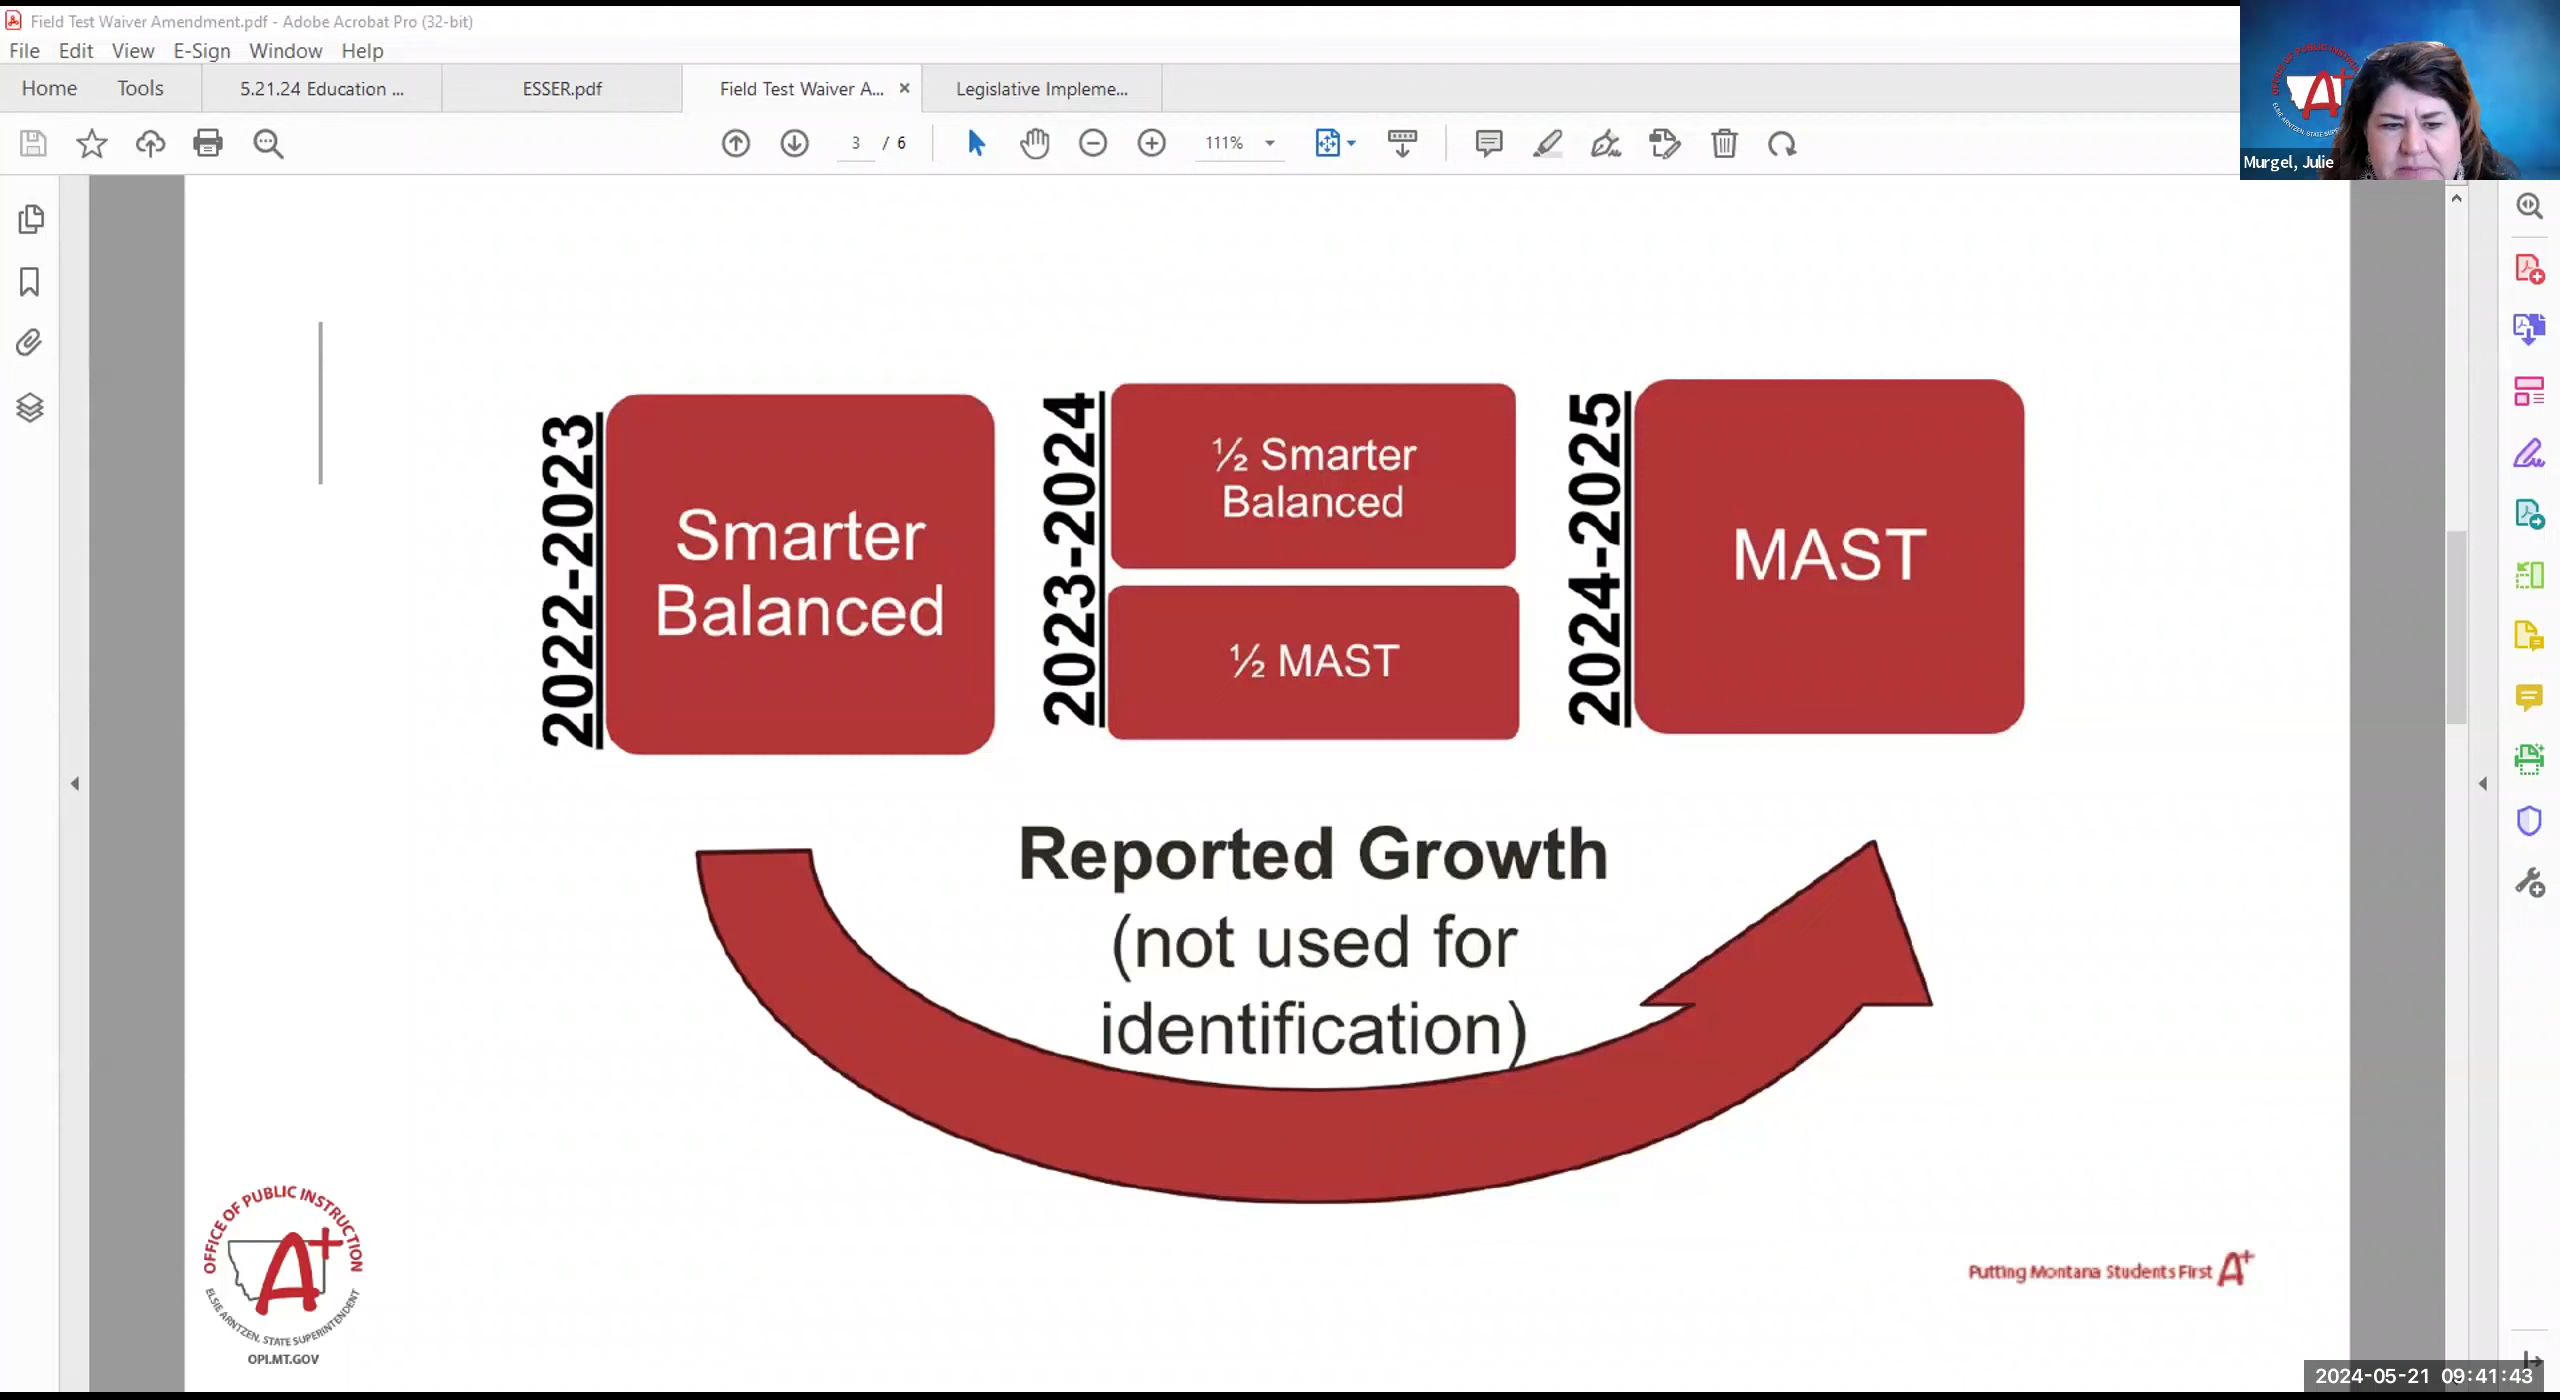 Field Test Waiver Amendment.pdf - Adobe Acrobat Pro (32-bit)
File Edit View E-Sign Window Help
Home Tools 5.21.24 Education ... ESSER.pdf Field Test Waiver A... × Legislative Impleme...
3 / 6 111%
Murgel, Julie
2022-2023
Smarter
Balanced
2023-2024
½ Smarter
Balanced
½ MAST
2024-2025
MAST
Reported Growth
(not used for
identification)
OFFICE OF PUBLIC INSTRUCTION
A+
ELSIE ARNTZEN, STATE SUPERINTENDENT
OPI.MT.GOV
Putting Montana Students First A+
2024-05-21 09:41:43